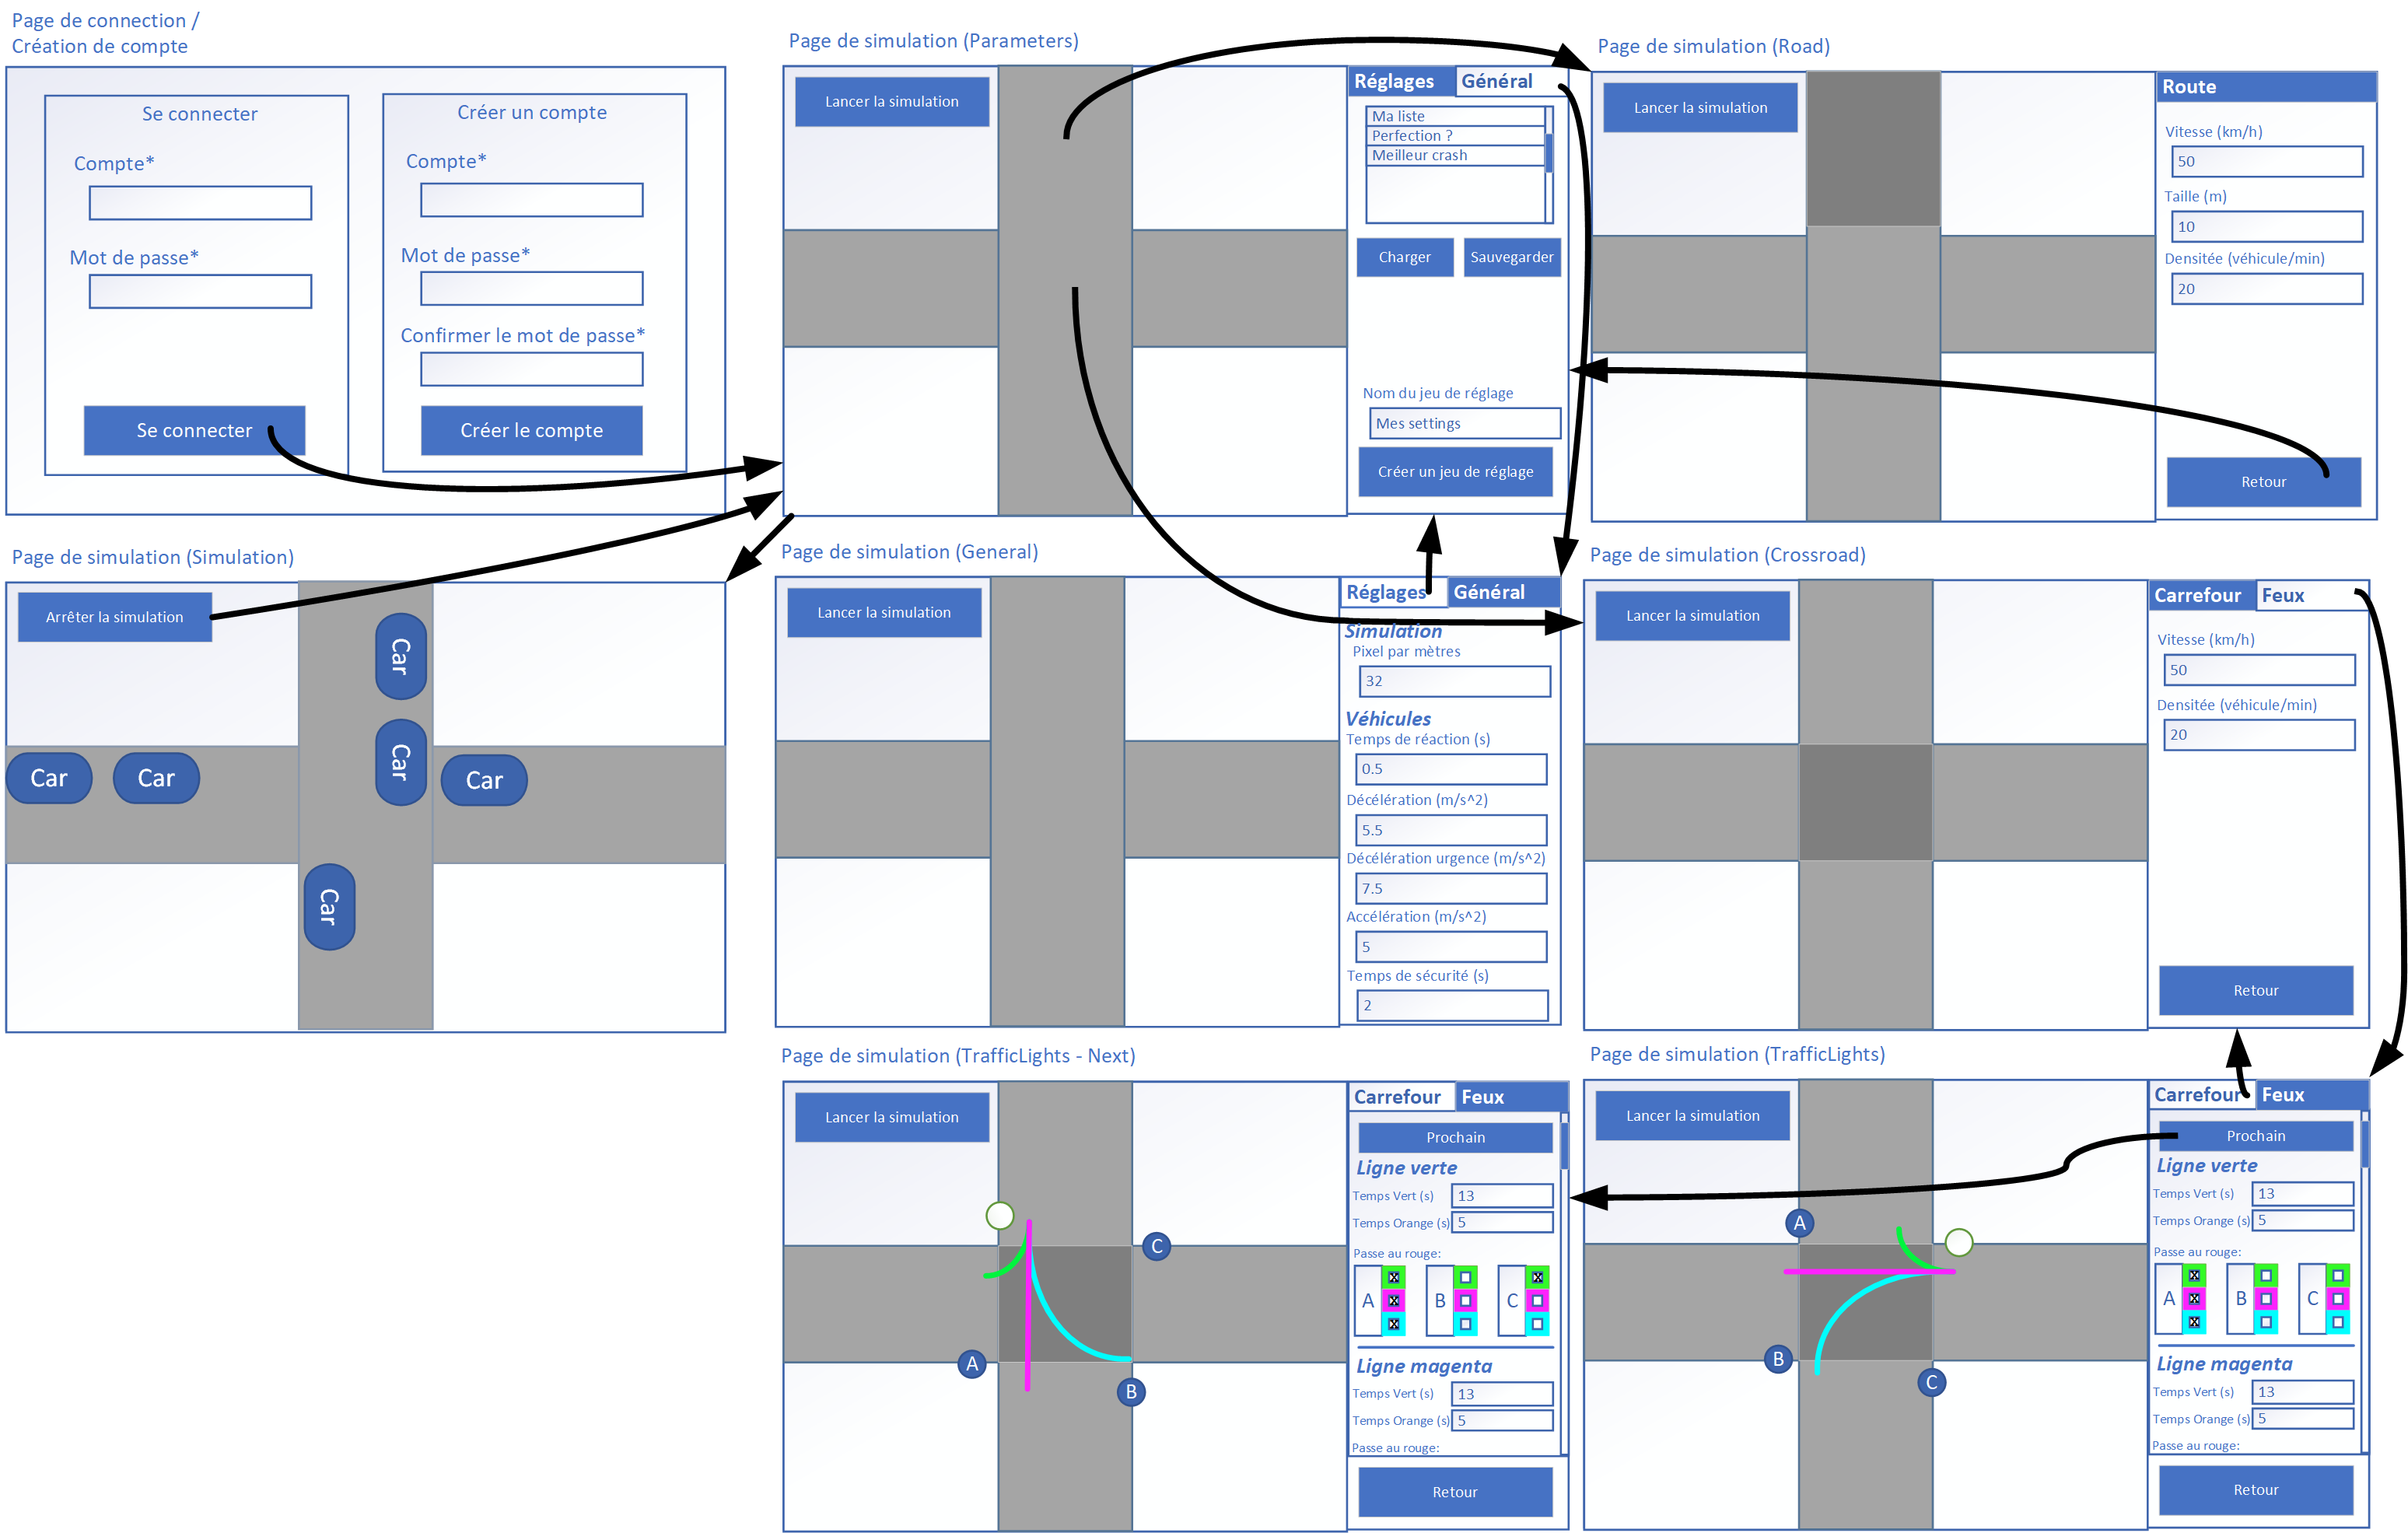 Page de connection /
Création de compte
Se connecter
Compte*
Mot de passe*
Se connecter
Créer un compte
Compte*
Mot de passe*
Confirmer le mot de passe*
Créer le compte
Page de simulation (Parameters)
Lancer la simulation
Réglages
Général
Ma liste
Perfection ?
Meilleur crash
Charger
Sauvegarder
Nom du jeu de réglage
Mes settings
Créer un jeu de réglage
Page de simulation (Road)
Lancer la simulation
Route
Vitesse (km/h)
50
Taille (m)
10
Densitée (véhicule/min)
20
Retour
Page de simulation (Simulation)
Arrêter la simulation
Car
Car
Car
Car
Car
Car
Page de simulation (General)
Lancer la simulation
Réglages
Général
Simulation
Pixel par mètres
32
Véhicules
Temps de réaction (s)
0.5
Décélération (m/s^2)
5.5
Décélération urgence (m/s^2)
7.5
Accélération (m/s^2)
5
Temps de sécurité (s)
2
Page de simulation (Crossroad)
Lancer la simulation
Carrefour
Feux
Vitesse (km/h)
50
Densitée (véhicule/min)
20
Retour
Page de simulation (TrafficLights - Next)
Lancer la simulation
C
A
B
Carrefour
Feux
Prochain
Ligne verte
Temps Vert (s)
13
Temps Orange (s)
5
Passe au rouge:
A
B
C
Ligne magenta
Temps Vert (s)
13
Temps Orange (s)
5
Passe au rouge:
Retour
Page de simulation (TrafficLights)
Lancer la simulation
A
B
C
Carrefour
Feux
Prochain
Ligne verte
Temps Vert (s)
13
Temps Orange (s)
5
Passe au rouge:
A
B
C
Ligne magenta
Temps Vert (s)
13
Temps Orange (s)
5
Passe au rouge:
Retour